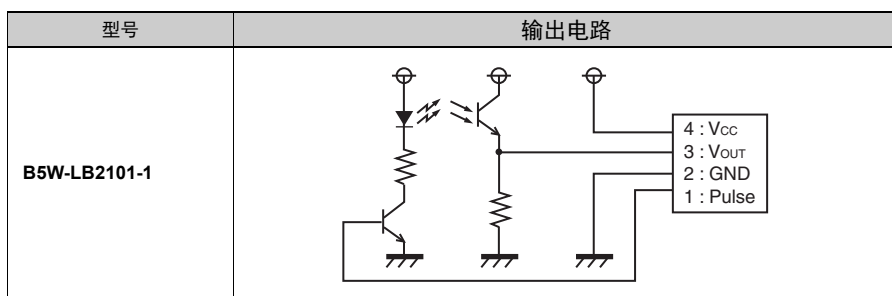 型号
输出电路
B5W-LB2101-1
4 : Vcc
3 : VOUT
2 : GND
1 : Pulse